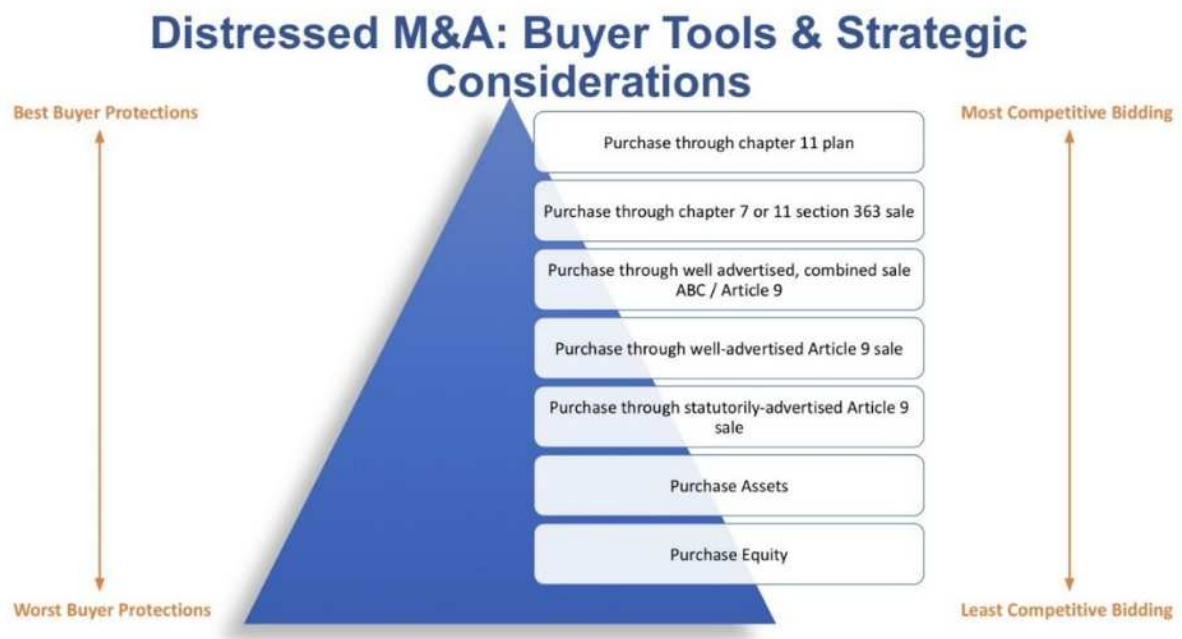 Distressed M&A: Buyer Tools & Strategic
Considerations
Best Buyer Protections
Most Competitive Bidding
Purchase through chapter 11 plan
Purchase through chapter 7 or 11 section 363 sale
Purchase through well advertised, combined sale
ABC / Article 9
Purchase through well-advertised Article 9 sale
Purchase through statutorily-advertised Article 9
sale
Purchase Assets
Purchase Equity
Worst Buyer Protections
Least Competitive Bidding